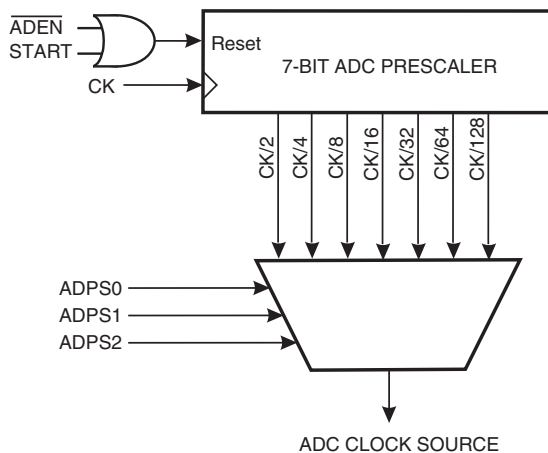 ADEN
START
Reset
7-BIT ADC PRESCALER
CK
CK/2
CK/4
CK/8
CK/16
CK/32
CK/64
CK/128
ADPS0
ADPS1
ADPS2
ADC CLOCK SOURCE